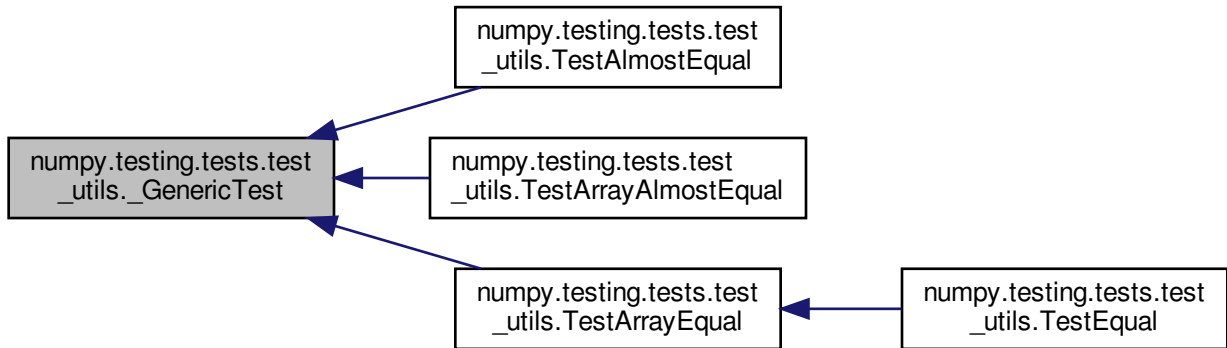 numpy.testing.tests.test
_utils.TestAlmostEqual
numpy.testing.tests.test
_utils._GenericTest
numpy.testing.tests.test
_utils.TestArrayAlmostEqual
numpy.testing.tests.test
_utils.TestArrayEqual
numpy.testing.tests.test
_utils.TestEqual